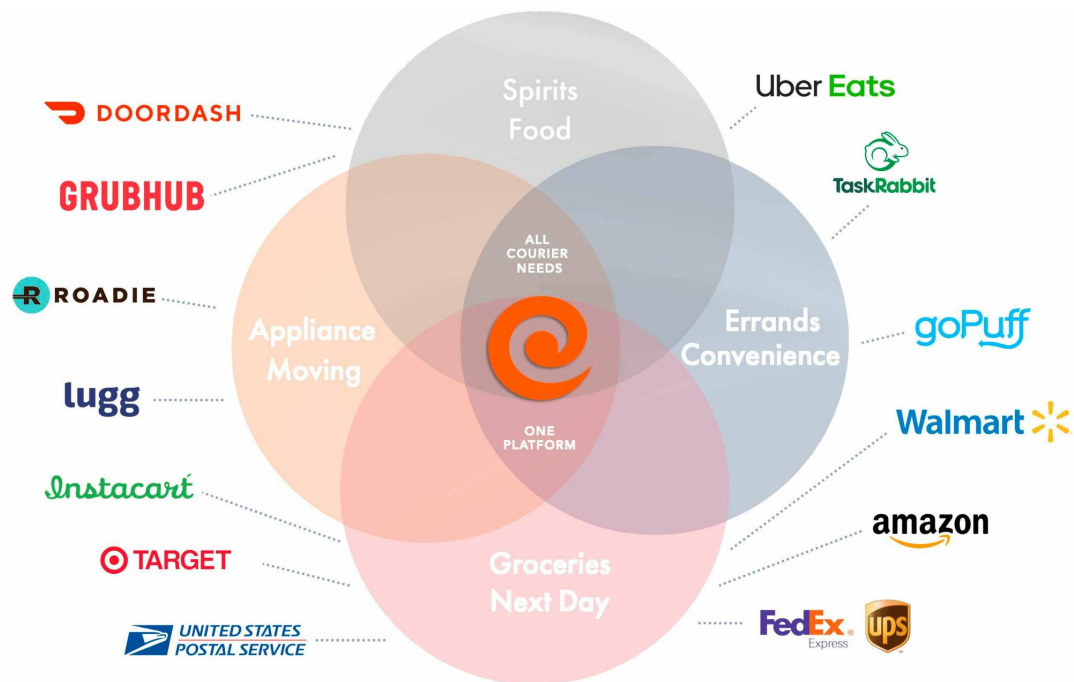 Spirits
Food
Uber Eats
DOORDASH
TaskRabbit
GRUBHUB
ALL
COURIER
NEEDS
R ROADIE
Appliance
Moving
Errands
Convenience
goPuff
lugg
Walmart
ONE
PLATFORM
Instacart
amazon
TARGET
Groceries
Next Day
FedEx®
Express
ups
UNITED STATES
POSTAL SERVICE